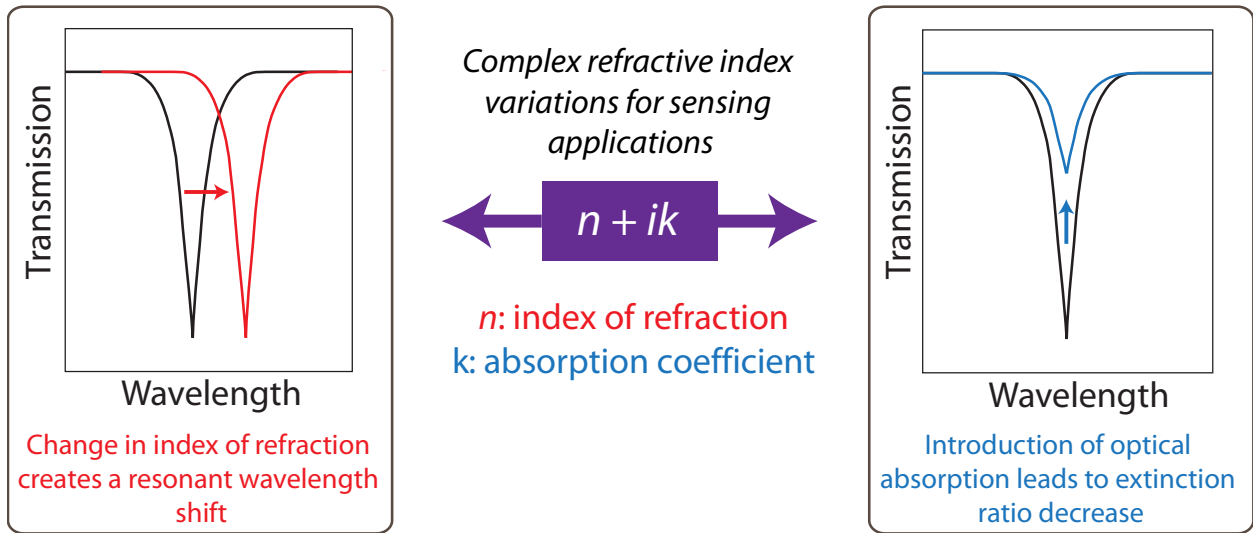 Transmission
Wavelength
Change in index of refraction
creates a resonant wavelength
shift
Complex refractive index
variations for sensing
applications
n + ik
n: index of refraction
k: absorption coefficient
Transmission
Wavelength
Introduction of optical
absorption leads to extinction
ratio decrease